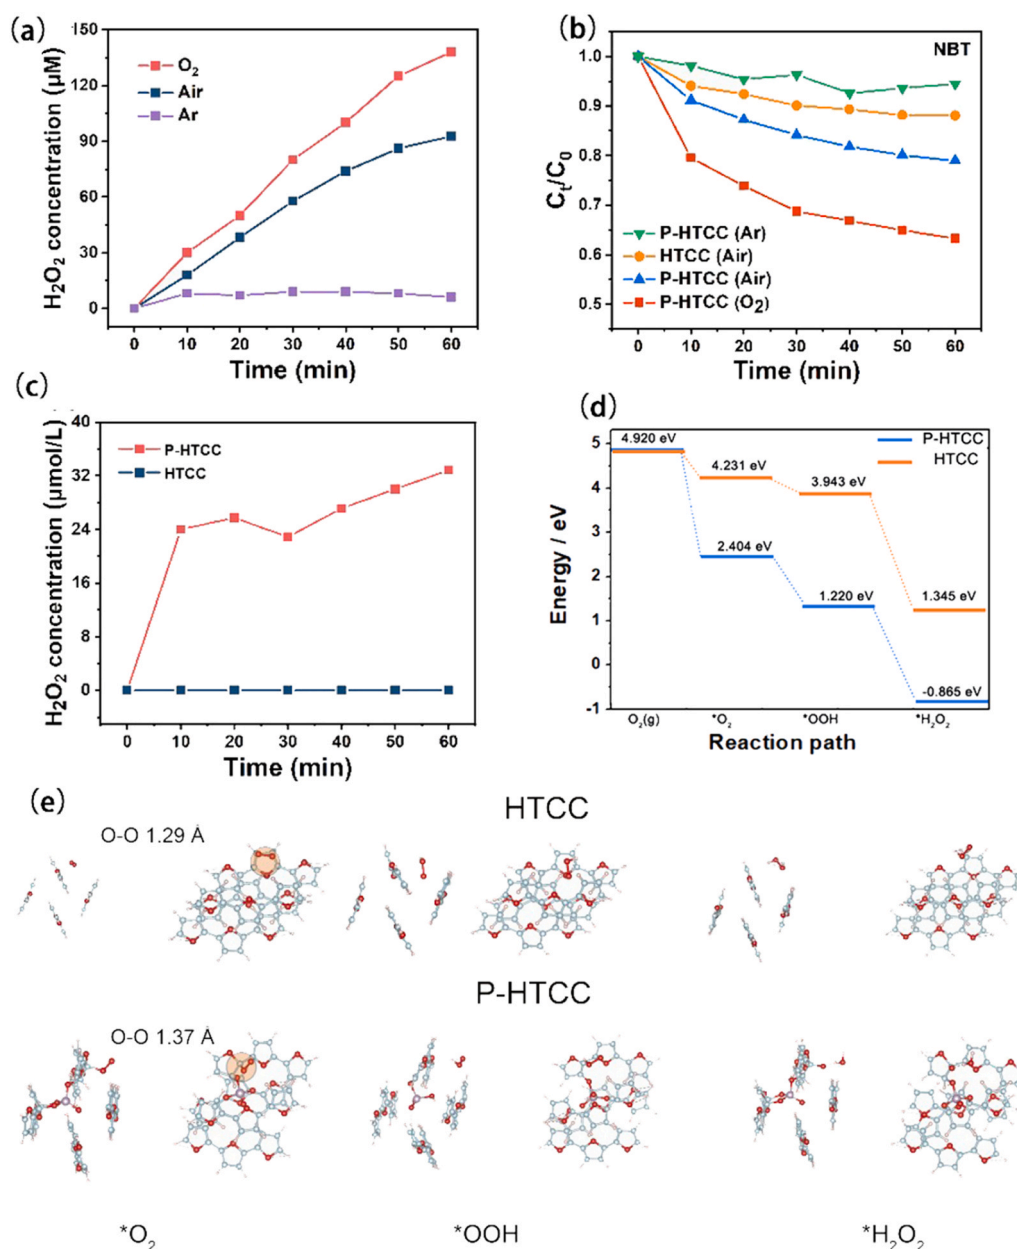 (a)
H₂O₂ concentration (μM)
150
120
90
60
30
0
O₂
Air
Ar
0 10 20 30 40 50 60
Time (min)
(b)
NBT
Cₜ/C₀
1.0
0.9
0.8
0.7
0.6
0.5
P-HTCC (Ar)
HTCC (Air)
P-HTCC (Air)
P-HTCC (O₂)
0 10 20 30 40 50 60
Time (min)
(c)
H₂O₂ concentration (μmol/L)
40
32
24
16
8
0
P-HTCC
HTCC
0 10 20 30 40 50 60
Time (min)
(d)
Energy / eV
5
4
3
2
1
0
-1
P-HTCC
HTCC
4.920 eV
4.231 eV
3.943 eV
2.404 eV
1.220 eV
1.345 eV
-0.865 eV
O₂(g) *O₂ *OOH *H₂O₂
Reaction path
(e)
HTCC
O-O 1.29 Å
P-HTCC
O-O 1.37 Å
*O₂ *OOH *H₂O₂